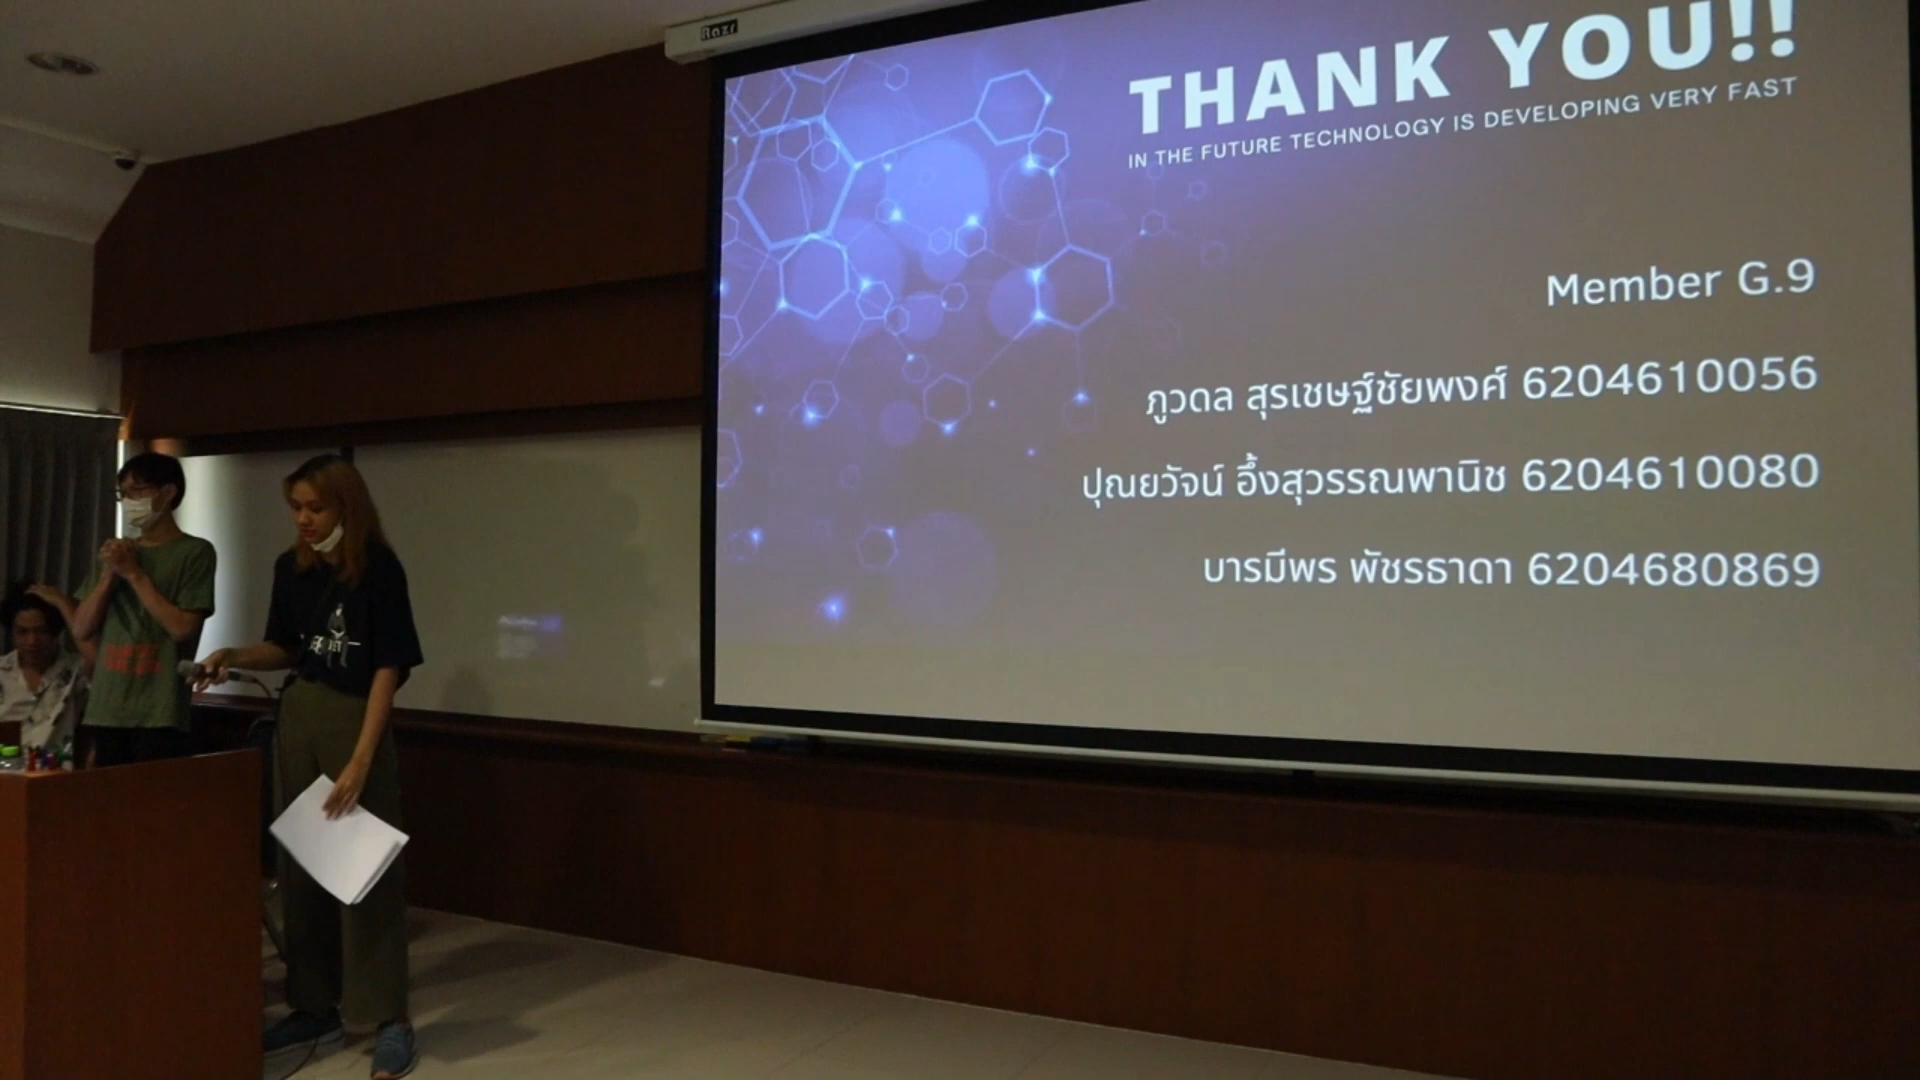 Razr
THANK YOU!!
IN THE FUTURE TECHNOLOGY IS DEVELOPING VERY FAST
Member G.9
ภูวดล สุรเชษฐ์ชัยพงศ์ 6204610056
ปุณยวัจน์ อึ้งสุวรรณพานิช 6204610080
บารมีพร พัชรธาดา 6204680869